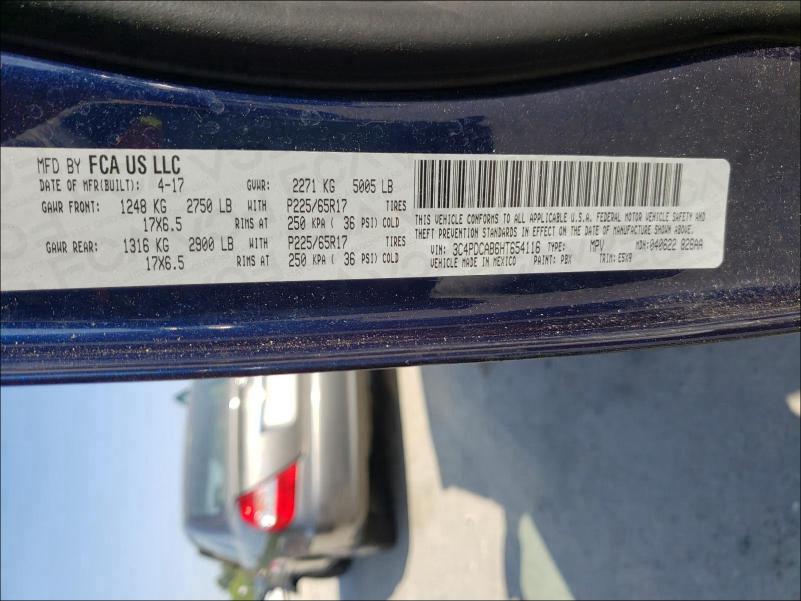 MFD BY FCA US LLC
DATE OF MFR(BUILT): 4-17 GVWR: 2271 KG 5005 LB
GAWR FRONT: 1248 KG 2750 LB WITH P225/65R17 TIRES
17X6.5 RIMS AT 250 KPA ( 36 PSI) COLD
GAWR REAR: 1316 KG 2900 LB WITH P225/65R17 TIRES
17X6.5 RIMS AT 250 KPA ( 36 PSI) COLD
THIS VEHICLE CONFORMS TO ALL APPLICABLE U.S.A. FEDERAL MOTOR VEHICLE SAFETY AND
THEFT PREVENTION STANDARDS IN EFFECT ON THE DATE OF MANUFACTURE SHOWN ABOVE.
VIN: 3C4PDCAB6HT654116 TYPE: MPV MDH: 040622 828AA
VEHICLE MADE IN MEXICO PAINT: PBX TRIM: E5X9